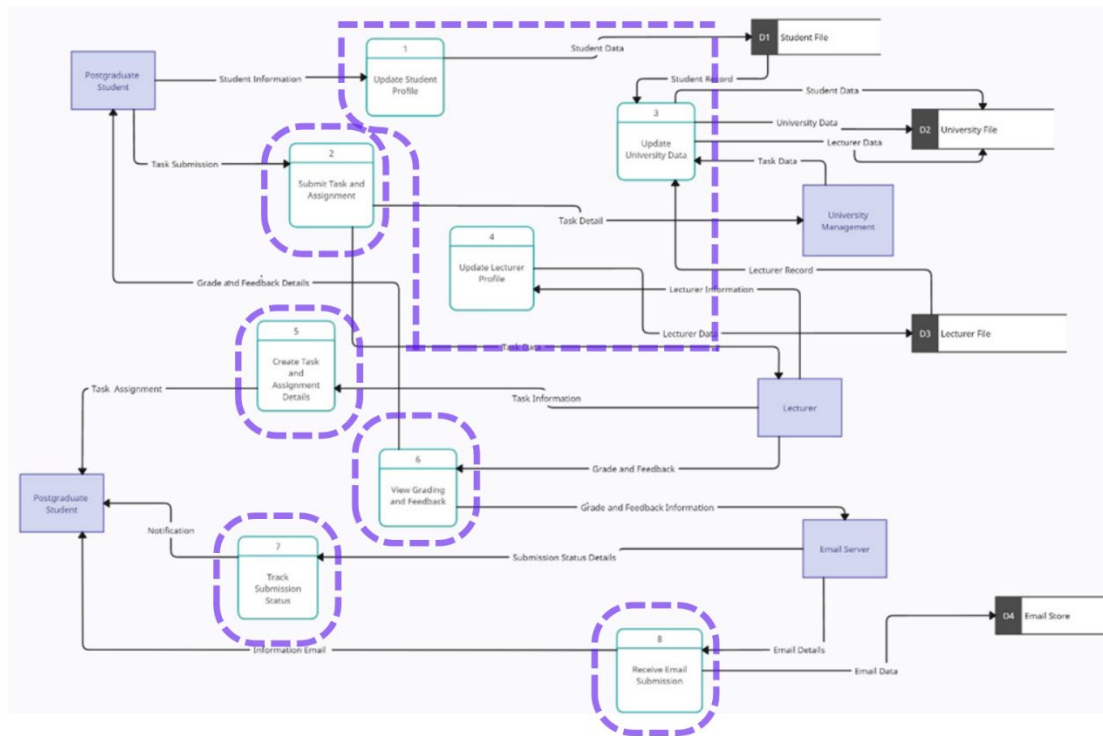 1
Update Student
Profile
Student Data
D1
Student File
Postgraduate
Student
Student Information
Student Record
Student Data
3
Update
University Data
University Data
D2
University File
Lecturer Data
Task Data
2
Submit Task and
Assignment
Task Submission
University
Management
Task Detail
4
Update Lecturer
Profile
Lecturer Record
Lecturer Information
Grade and Feedback Details
Lecturer Data
D3
Lecturer File
5
Create Task
and
Assignment
Details
Task Data
Task Assignment
Task Information
Lecturer
6
View Grading
and Feedback
Grade and Feedback
Postgraduate
Student
Grade and Feedback Information
Notification
7
Track
Submission
Status
Submission Status Details
Email Server
D4
Email Store
8
Receive Email
Submission
Information Email
Email Details
Email Data